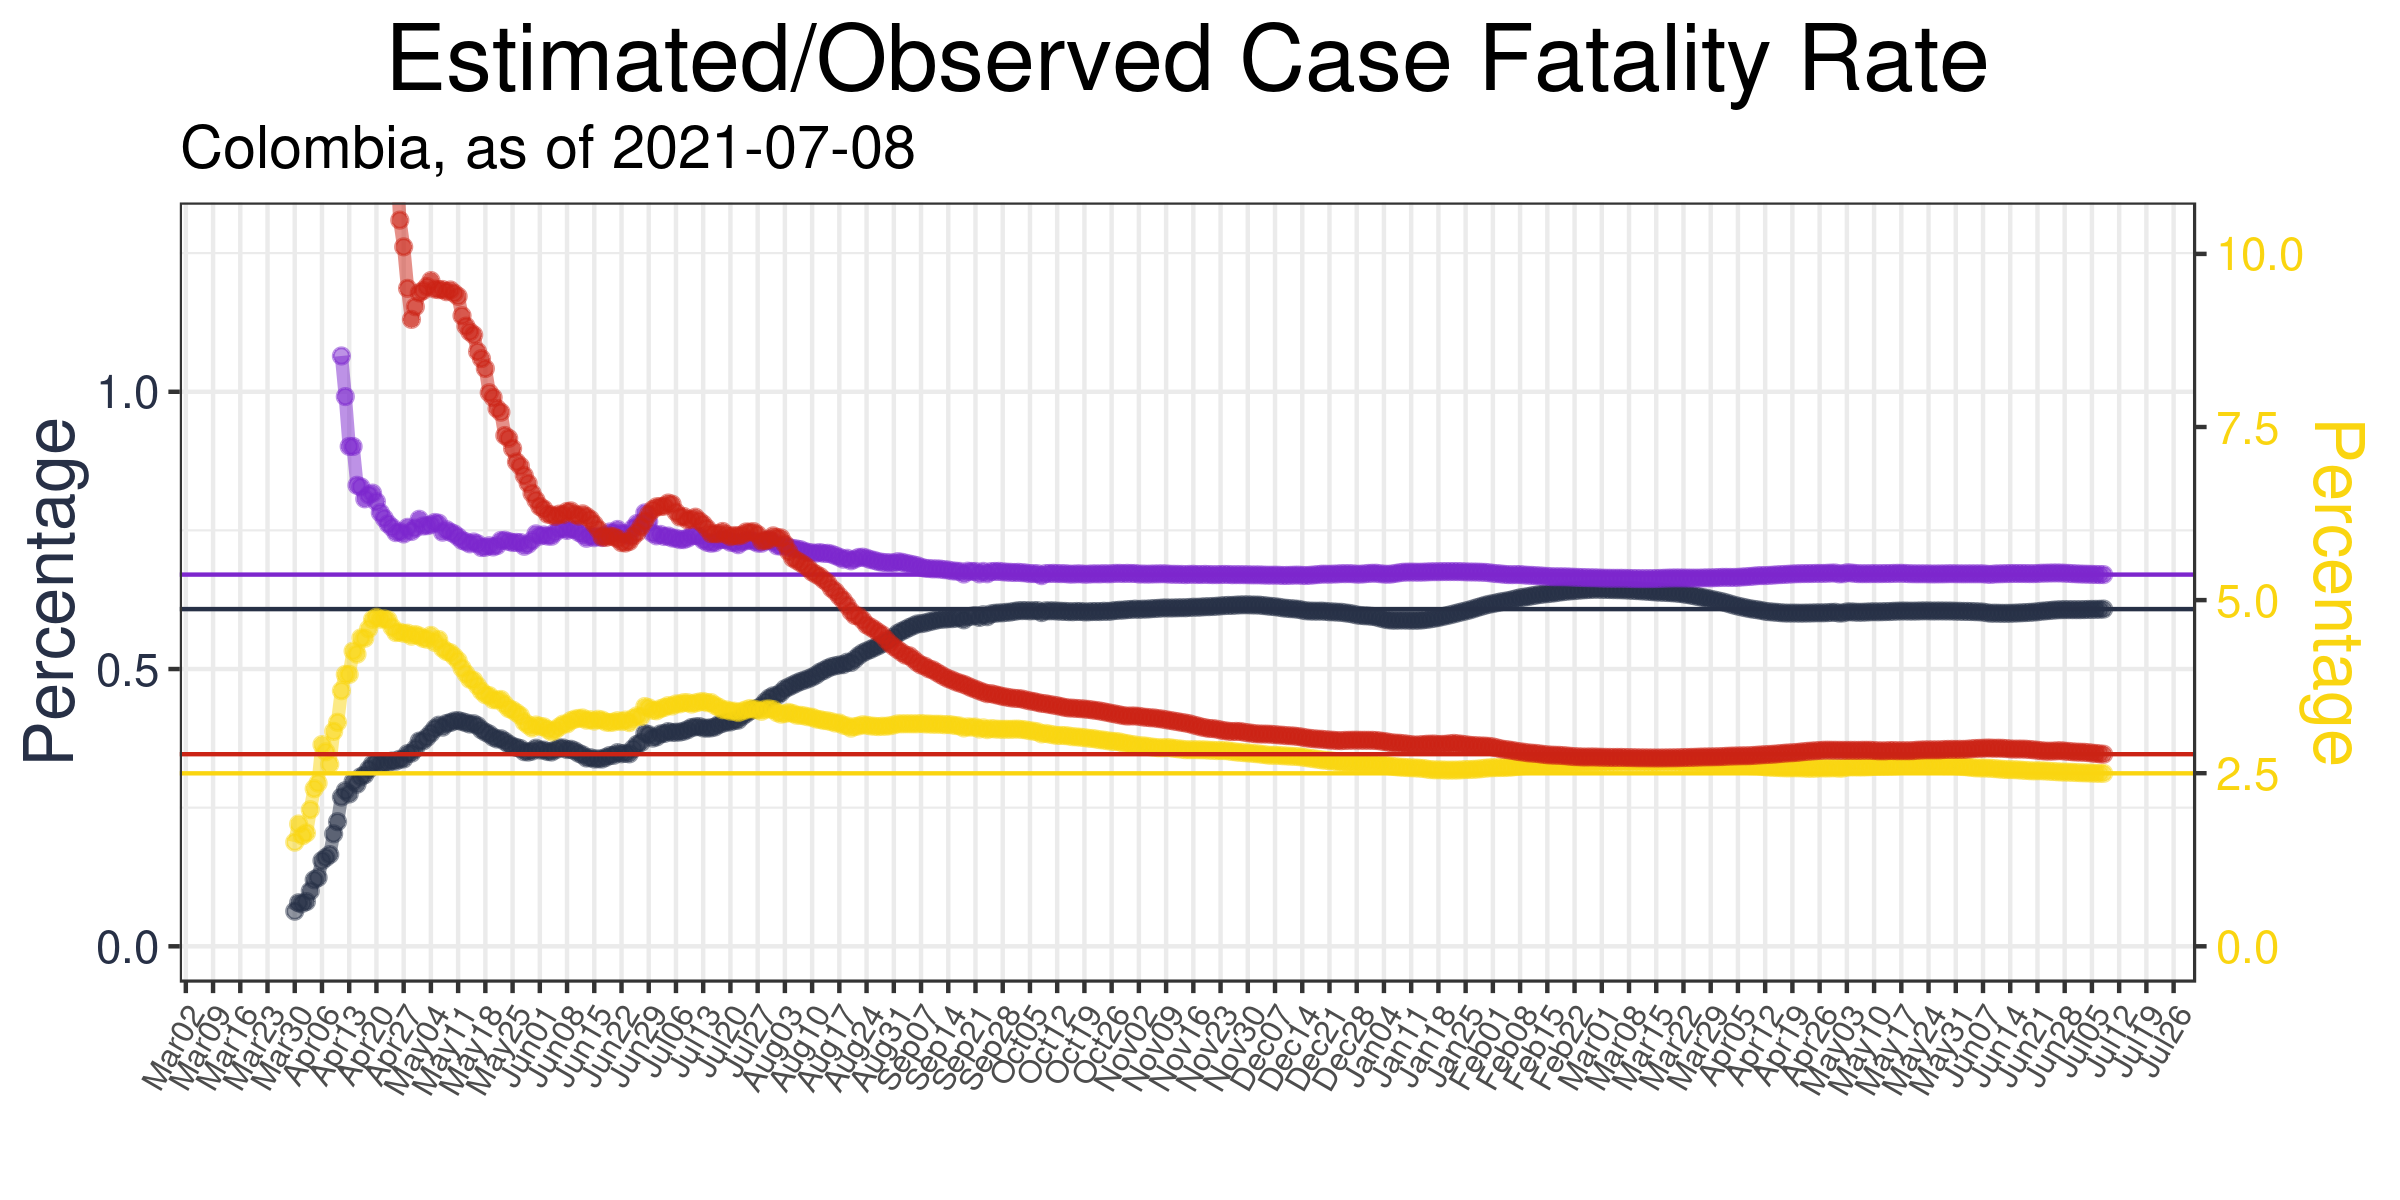 Estimated/Observed Case Fatality Rate
Colombia, as of 2021-07-08
Percentage
1.0
0.5
0.0
10.0
7.5
5.0
2.5
0.0
Percentage
Mar02
Mar09
Mar16
Mar23
Mar30
Apr06
Apr13
Apr20
Apr27
May04
May11
May18
May25
Jun01
Jun08
Jun15
Jun22
Jun29
Jul06
Jul13
Jul20
Jul27
Aug03
Aug10
Aug17
Aug24
Aug31
Sep07
Sep14
Sep21
Sep28
Oct05
Oct12
Oct19
Oct26
Nov02
Nov09
Nov16
Nov23
Nov30
Dec07
Dec14
Dec21
Dec28
Dec04
Jan11
Jan18
Jan25
Feb01
Feb08
Feb15
Feb22
Mar01
Mar08
Mar15
Mar22
Mar29
Apr05
Apr12
Apr19
Apr26
May03
May10
May17
May24
May31
Jun07
Jun14
Jun21
Jun28
Jul05
Jul12
Jul19
Jul26